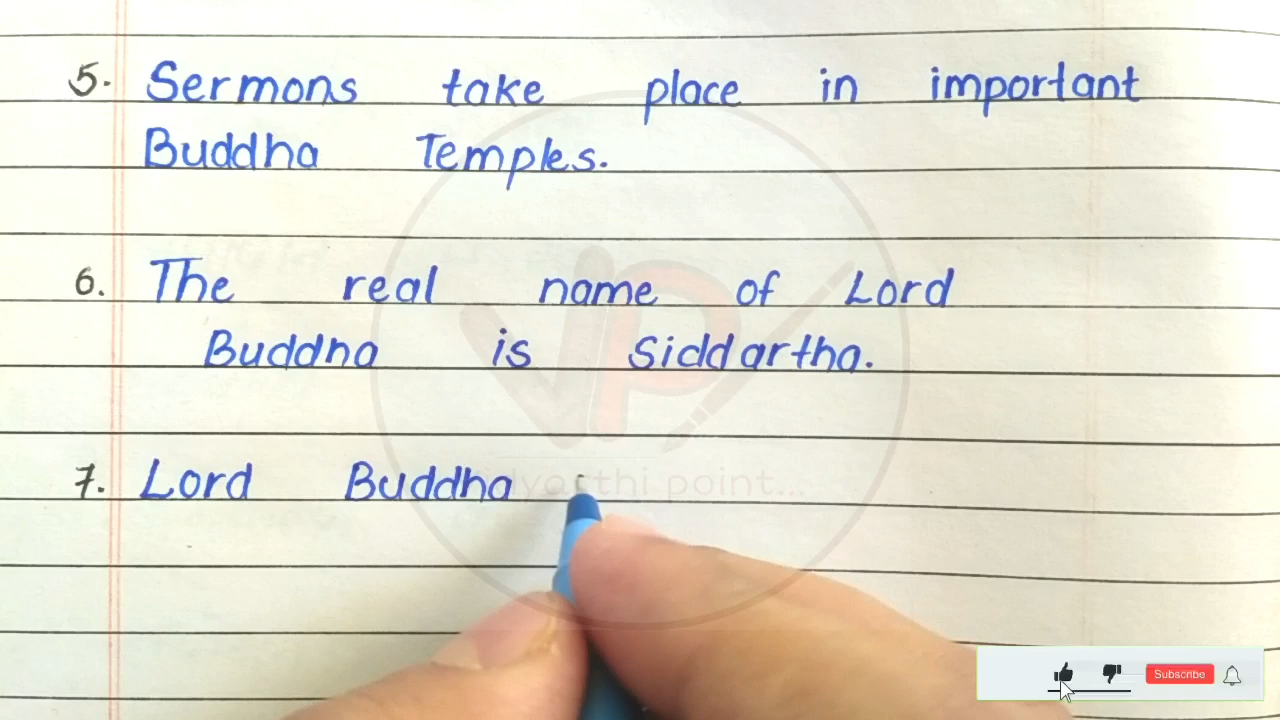 5. Sermons take place in important
Buddha Temples.
6. The real name of Lord
Buddha is Siddartha.
7. Lord Buddha
point...
Subscribe